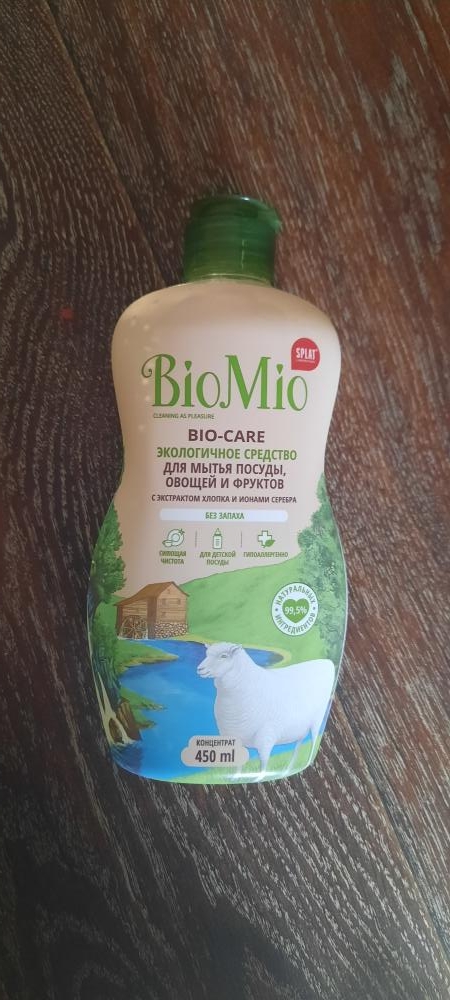 SPLAT
BioMio
CLEANING AS PLEASURE
BIO-CARE
ЭКОЛОГИЧНОЕ СРЕДСТВО
ДЛЯ МЫТЬЯ ПОСУДЫ,
ОВОЩЕЙ И ФРУКТОВ
С ЭКСТРАКТОМ ХЛОПКА И ИОНАМИ СЕРЕБРА
БЕЗ ЗАПАХА
СИЯЮЩАЯ
ЧИСТОТА
ДЛЯ ДЕТСКОЙ
ПОСУДЫ
ГИПОАЛЛЕРГЕННО
НАТУРАЛЬНЫХ
99,5%
ИНГРЕДИЕНТОВ
КОНЦЕНТРАТ
450 ml